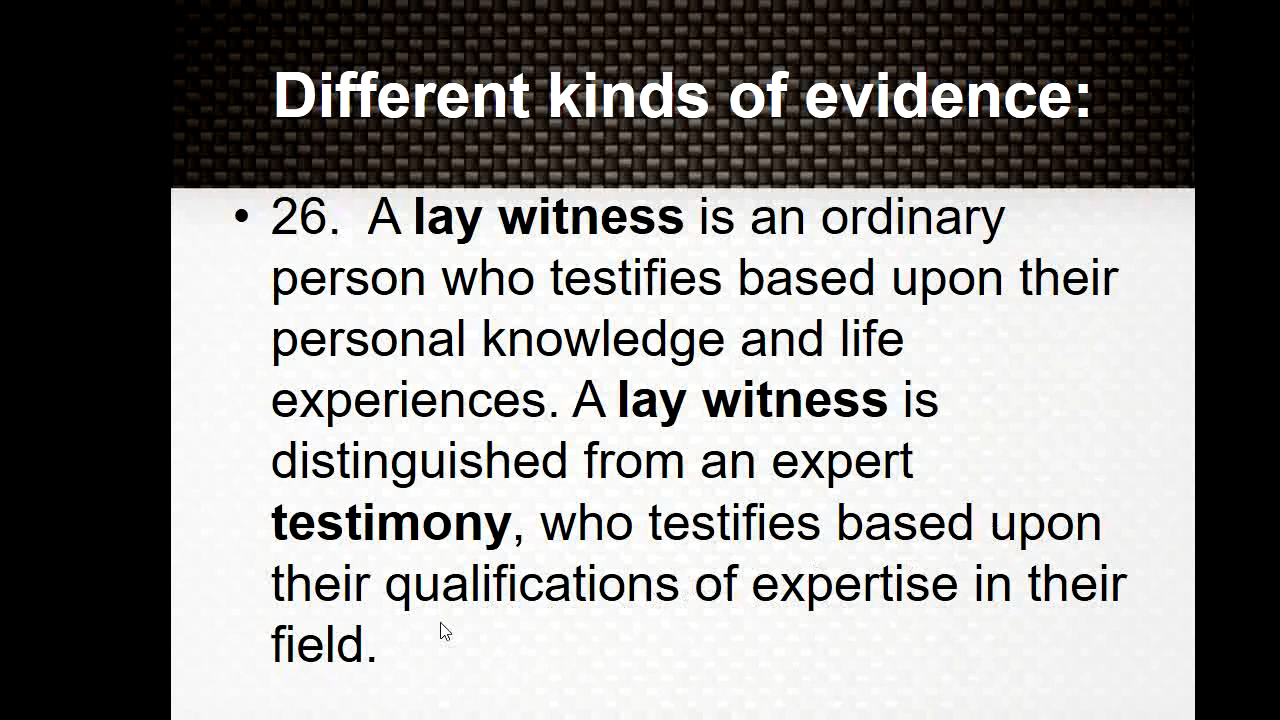 Different kinds of evidence:
• 26.  A lay witness is an ordinary
person who testifies based upon their
personal knowledge and life
experiences. A lay witness is
distinguished from an expert
testimony, who testifies based upon
their qualifications of expertise in their
field.